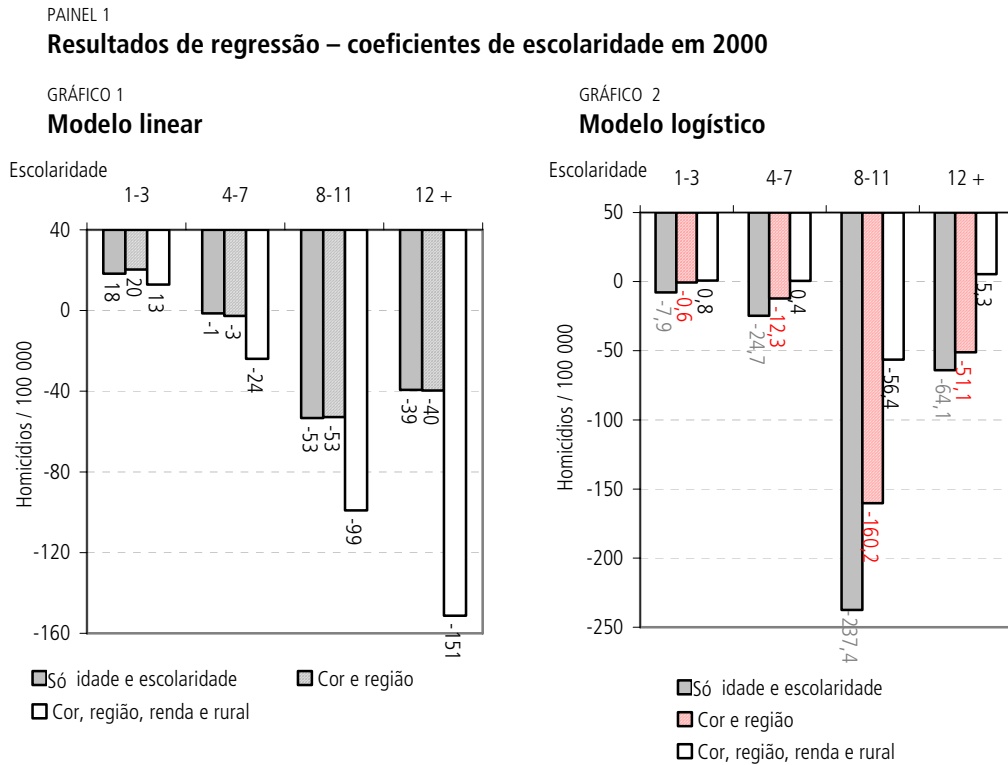 PAINEL 1
Resultados de regressão – coeficientes de escolaridade em 2000
GRÁFICO 1
Modelo linear
Escolaridade
1-3 4-7 8-11 12 +
40
0
-40
-80
-120
-160
Homicídios / 100 000
18 20 13
-1 -3 -24
-53 -53 -99
-39 -40 -151
Só idade e escolaridade
Cor e região
Cor, região, renda e rural
GRÁFICO 2
Modelo logístico
Escolaridade
1-3 4-7 8-11 12 +
50
0
-50
-100
-150
-200
-250
Homicídios / 100 000
-7,9 -0,6 0,8
-24,7 -12,3 0,4
-237,4 -160,2 -56,4
-64,1 -51,1 5,3
Só idade e escolaridade
Cor e região
Cor, região, renda e rural